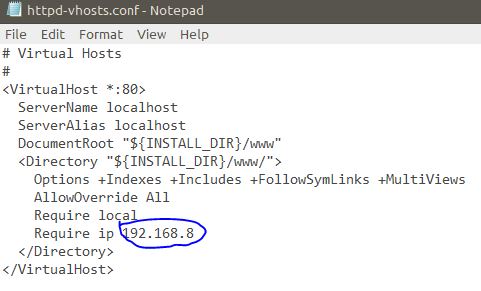 httpd-vhosts.conf - Notepad
File Edit Format View Help
# Virtual Hosts
#
<VirtualHost *:80>
  ServerName localhost
  ServerAlias localhost
  DocumentRoot "${INSTALL_DIR}/www"
  <Directory "${INSTALL_DIR}/www/">
    Options +Indexes +Includes +FollowSymLinks +MultiViews
    AllowOverride All
    Require local
    Require ip 192.168.8
  </Directory>
</VirtualHost>